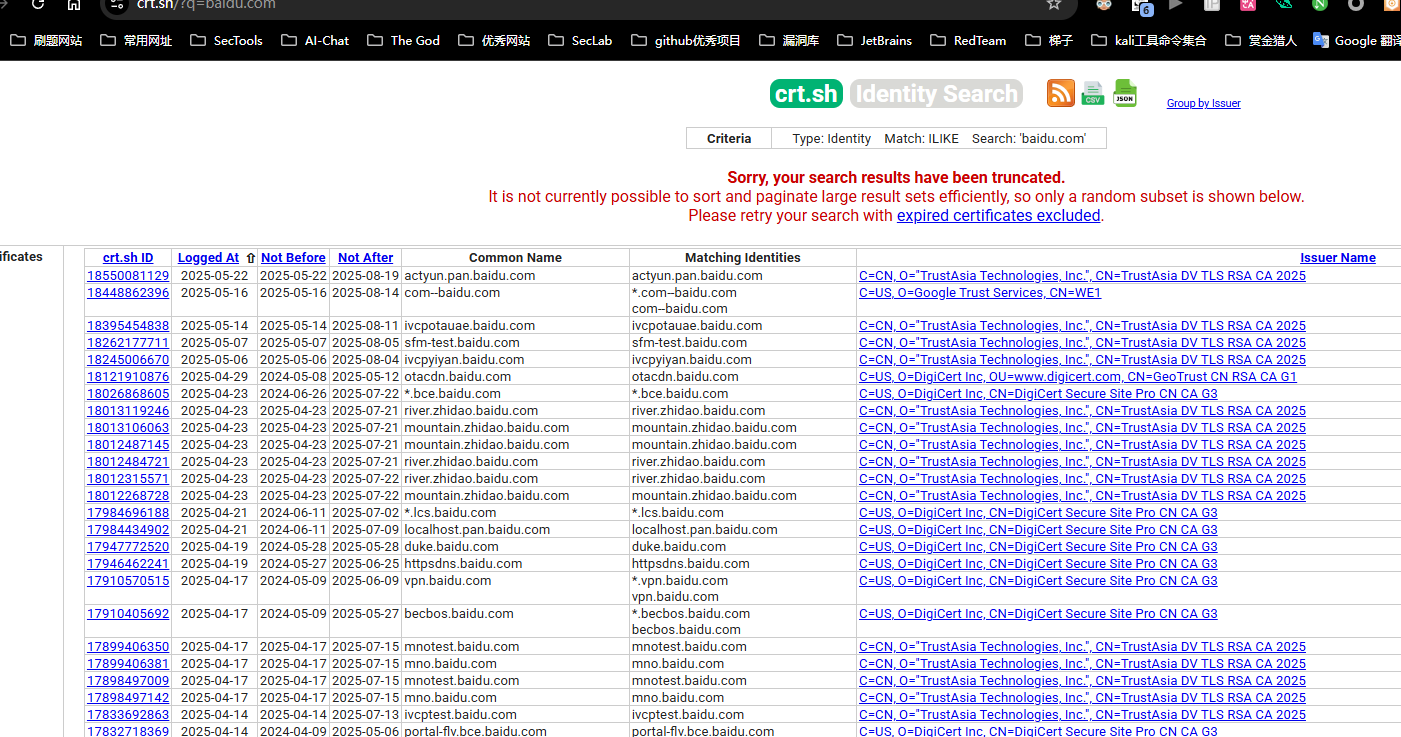 crt.sh/?q=baidu.com
6
刷题网站 常用网址 SecTools AI-Chat The God 优秀网站 SecLab github优秀项目 漏洞库 JetBrains RedTeam 梯子 kali工具命令集合 赏金猎人 Google 翻译
crt.sh Identity Search CSV JSON Group by Issuer
Criteria Type: Identity Match: ILIKE Search: 'baidu.com'
Sorry, your search results have been truncated.
It is not currently possible to sort and paginate large result sets efficiently, so only a random subset is shown below.
Please retry your search with expired certificates excluded.
ificates crt.sh ID Logged At ⇧ Not Before Not After Common Name Matching Identities Issuer Name
18550081129 2025-05-22 2025-05-22 2025-08-19 actyun.pan.baidu.com actyun.pan.baidu.com C=CN, O="TrustAsia Technologies, Inc.", CN=TrustAsia DV TLS RSA CA 2025
18448862396 2025-05-16 2025-05-16 2025-08-14 com--baidu.com *.com--baidu.com C=US, O=Google Trust Services, CN=WE1
com--baidu.com
18395454838 2025-05-14 2025-05-14 2025-08-11 ivcpotauae.baidu.com ivcpotauae.baidu.com C=CN, O="TrustAsia Technologies, Inc.", CN=TrustAsia DV TLS RSA CA 2025
18262177711 2025-05-07 2025-05-07 2025-08-05 sfm-test.baidu.com sfm-test.baidu.com C=CN, O="TrustAsia Technologies, Inc.", CN=TrustAsia DV TLS RSA CA 2025
18245006670 2025-05-06 2025-05-06 2025-08-04 ivcpyiyan.baidu.com ivcpyiyan.baidu.com C=CN, O="TrustAsia Technologies, Inc.", CN=TrustAsia DV TLS RSA CA 2025
18121910876 2025-04-29 2024-05-08 2025-05-12 otacdn.baidu.com otacdn.baidu.com C=US, O=DigiCert Inc, OU=www.digicert.com, CN=GeoTrust CN RSA CA G1
18026868605 2025-04-23 2024-06-26 2025-07-22 *.bce.baidu.com *.bce.baidu.com C=US, O=DigiCert Inc, CN=DigiCert Secure Site Pro CN CA G3
18013119246 2025-04-23 2025-04-23 2025-07-21 river.zhidao.baidu.com river.zhidao.baidu.com C=CN, O="TrustAsia Technologies, Inc.", CN=TrustAsia DV TLS RSA CA 2025
18013106063 2025-04-23 2025-04-23 2025-07-21 mountain.zhidao.baidu.com mountain.zhidao.baidu.com C=CN, O="TrustAsia Technologies, Inc.", CN=TrustAsia DV TLS RSA CA 2025
18012487145 2025-04-23 2025-04-23 2025-07-21 mountain.zhidao.baidu.com mountain.zhidao.baidu.com C=CN, O="TrustAsia Technologies, Inc.", CN=TrustAsia DV TLS RSA CA 2025
18012484721 2025-04-23 2025-04-23 2025-07-21 river.zhidao.baidu.com river.zhidao.baidu.com C=CN, O="TrustAsia Technologies, Inc.", CN=TrustAsia DV TLS RSA CA 2025
18012315571 2025-04-23 2025-04-23 2025-07-22 river.zhidao.baidu.com river.zhidao.baidu.com C=CN, O="TrustAsia Technologies, Inc.", CN=TrustAsia DV TLS RSA CA 2025
18012268728 2025-04-23 2025-04-23 2025-07-22 mountain.zhidao.baidu.com mountain.zhidao.baidu.com C=CN, O="TrustAsia Technologies, Inc.", CN=TrustAsia DV TLS RSA CA 2025
17984696188 2025-04-21 2024-06-11 2025-07-02 *.lcs.baidu.com *.lcs.baidu.com C=US, O=DigiCert Inc, CN=DigiCert Secure Site Pro CN CA G3
17984434902 2025-04-21 2024-06-11 2025-07-09 localhost.pan.baidu.com localhost.pan.baidu.com C=US, O=DigiCert Inc, CN=DigiCert Secure Site Pro CN CA G3
17947772520 2025-04-19 2024-05-28 2025-05-28 duke.baidu.com duke.baidu.com C=US, O=DigiCert Inc, CN=DigiCert Secure Site Pro CN CA G3
17946462241 2025-04-19 2024-05-27 2025-06-25 httpsdns.baidu.com httpsdns.baidu.com C=US, O=DigiCert Inc, CN=DigiCert Secure Site Pro CN CA G3
17910570515 2025-04-17 2024-05-09 2025-06-09 vpn.baidu.com *.vpn.baidu.com C=US, O=DigiCert Inc, CN=DigiCert Secure Site Pro CN CA G3
vpn.baidu.com
17910405692 2025-04-17 2024-05-09 2025-05-27 becbos.baidu.com *.becbos.baidu.com C=US, O=DigiCert Inc, CN=DigiCert Secure Site Pro CN CA G3
becbos.baidu.com
17899406350 2025-04-17 2025-04-17 2025-07-15 mnotest.baidu.com mnotest.baidu.com C=CN, O="TrustAsia Technologies, Inc.", CN=TrustAsia DV TLS RSA CA 2025
17899406381 2025-04-17 2025-04-17 2025-07-15 mno.baidu.com mno.baidu.com C=CN, O="TrustAsia Technologies, Inc.", CN=TrustAsia DV TLS RSA CA 2025
17898497009 2025-04-17 2025-04-17 2025-07-15 mnotest.baidu.com mnotest.baidu.com C=CN, O="TrustAsia Technologies, Inc.", CN=TrustAsia DV TLS RSA CA 2025
17898497142 2025-04-17 2025-04-17 2025-07-15 mno.baidu.com mno.baidu.com C=CN, O="TrustAsia Technologies, Inc.", CN=TrustAsia DV TLS RSA CA 2025
17833692863 2025-04-14 2025-04-14 2025-07-13 ivcptest.baidu.com ivcptest.baidu.com C=CN, O="TrustAsia Technologies, Inc.", CN=TrustAsia DV TLS RSA CA 2025
17832718369 2025-04-14 2024-04-09 2025-05-06 portal-flv.bce.baidu.com portal-flv.bce.baidu.com C=US, O=DigiCert Inc, CN=DigiCert Secure Site Pro CN CA G3